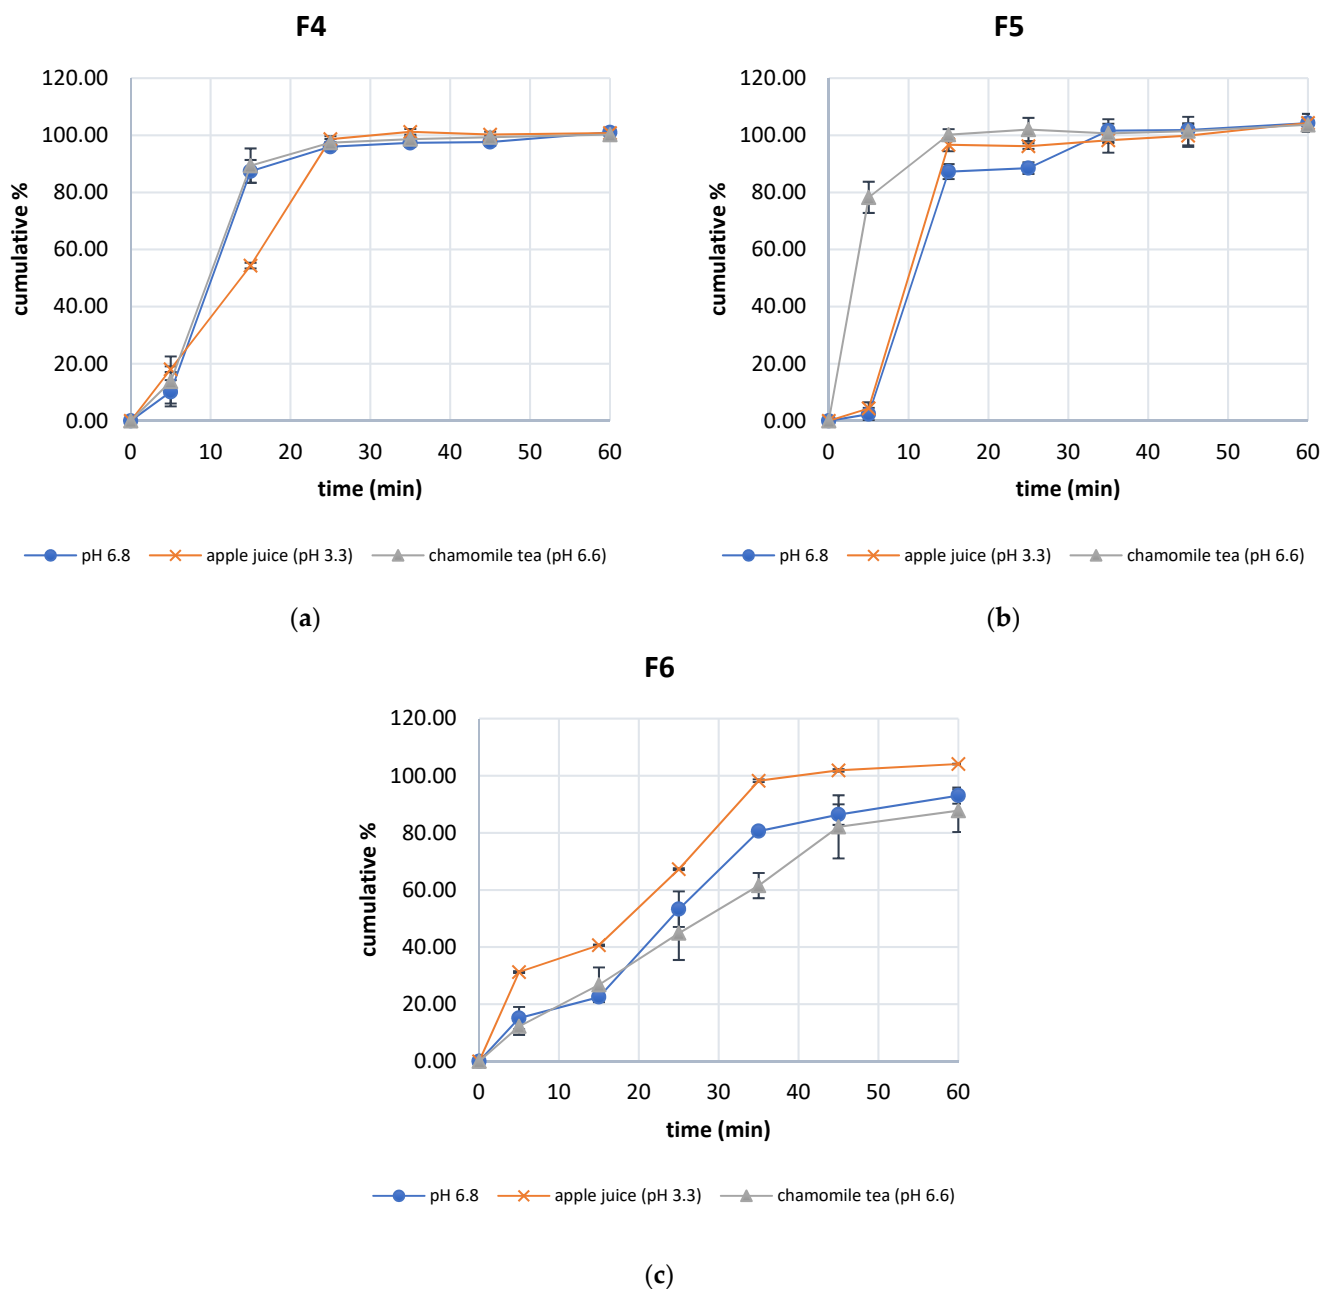 F4
120.00
100.00
80.00
60.00
40.00
20.00
0.00
cumulative %
0 10 20 30 40 50 60
time (min)
pH 6.8 apple juice (pH 3.3) chamomile tea (pH 6.6)
(a)
F5
120.00
100.00
80.00
60.00
40.00
20.00
0.00
cumulative %
0 10 20 30 40 50 60
time (min)
pH 6.8 apple juice (pH 3.3) chamomile tea (pH 6.6)
(b)
F6
120.00
100.00
80.00
60.00
40.00
20.00
0.00
cumulative %
0 10 20 30 40 50 60
time (min)
pH 6.8 apple juice (pH 3.3) chamomile tea (pH 6.6)
(c)